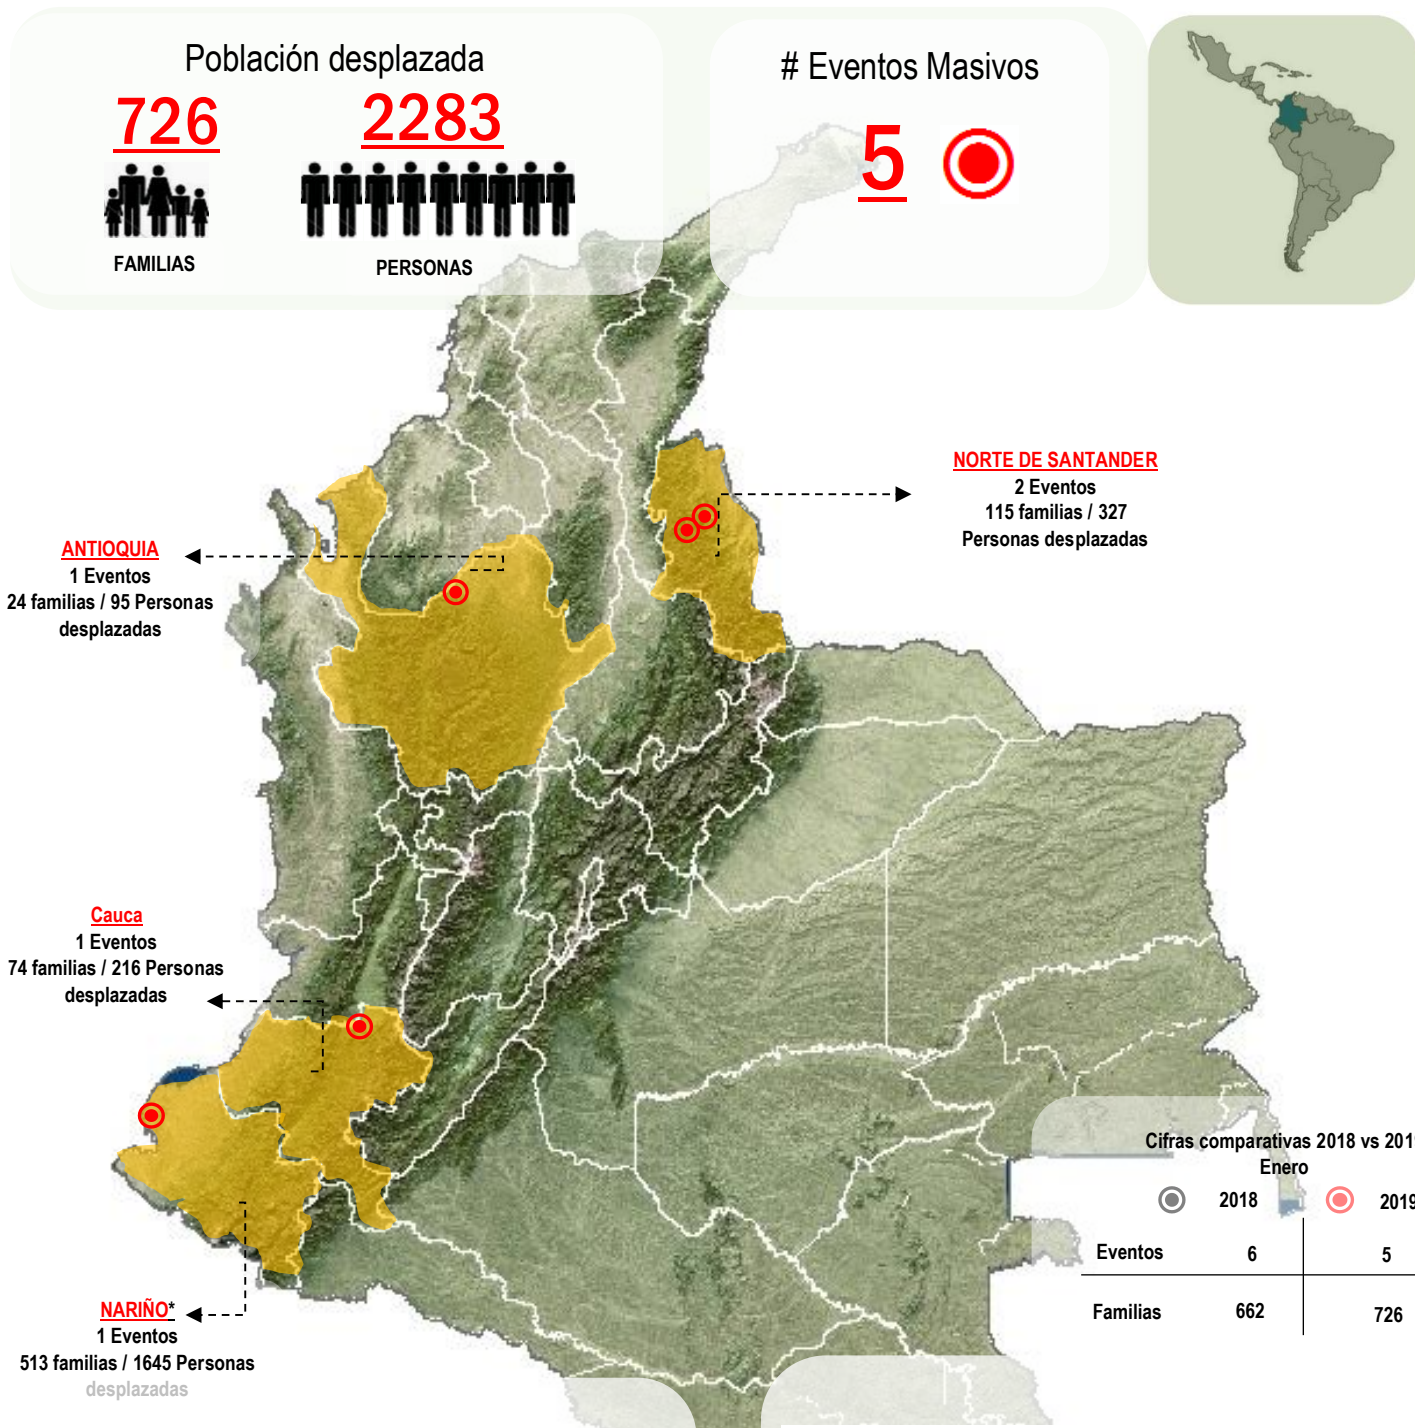 Población desplazada
726
2283
FAMILIAS
PERSONAS
# Eventos Masivos
5
NORTE DE SANTANDER
2 Eventos
115 familias / 327
Personas desplazadas
ANTIOQUIA
1 Eventos
24 familias / 95 Personas
desplazadas
Cauca
1 Eventos
74 familias / 216 Personas
desplazadas
NARIÑO*
1 Eventos
513 familias / 1645 Personas
desplazadas
Cifras comparativas 2018 vs 201
Enero
2018 2019
Eventos 6 5
Familias 662 726